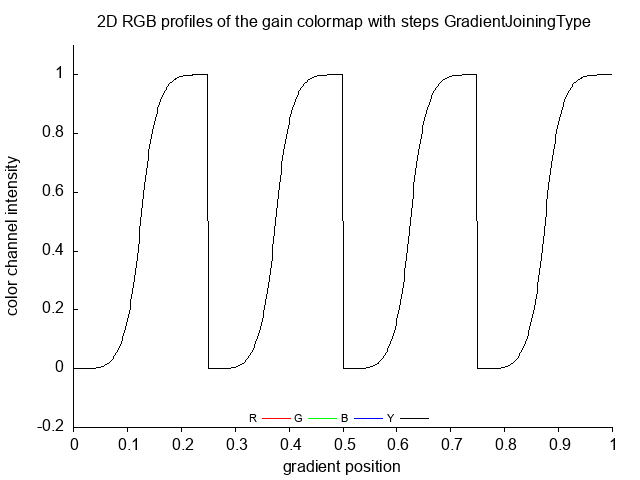 2D RGB profiles of the gain colormap with steps GradientJoiningType
color channel intensity
1
0.8
0.6
0.4
0.2
0
-0.2
R G B Y
0 0.1 0.2 0.3 0.4 0.5 0.6 0.7 0.8 0.9 1
gradient position